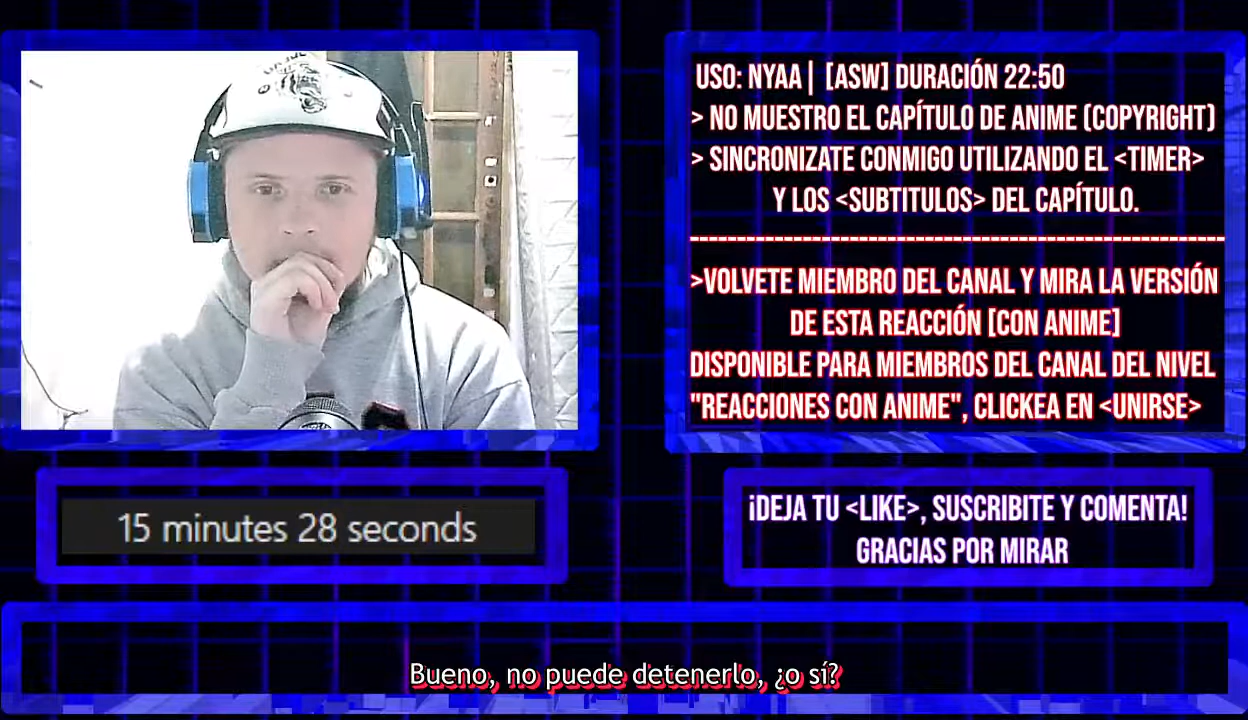 USO: NYAA | [ASW] DURACIÓN 22:50
> NO MUESTRO EL CAPÍTULO DE ANIME (COPYRIGHT)
> SINCRONIZATE CONMIGO UTILIZANDO EL <TIMER>
Y LOS <SUBTITULOS> DEL CAPÍTULO.
------------------------------------------------------------
>VOLVETE MIEMBRO DEL CANAL Y MIRA LA VERSIÓN
DE ESTA REACCIÓN [CON ANIME]
DISPONIBLE PARA MIEMBROS DEL CANAL DEL NIVEL
"REACCIONES CON ANIME", CLICKEA EN <UNIRSE>
15 minutes 28 seconds
¡DEJA TU <LIKE>, SUSCRIBITE Y COMENTA!
GRACIAS POR MIRAR
Bueno, no puede detenerlo, ¿o sí?